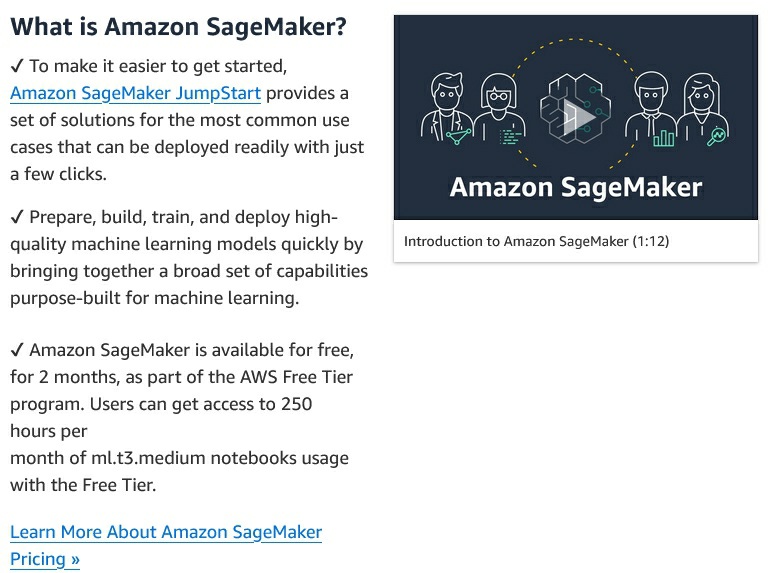 What is Amazon SageMaker?
✓ To make it easier to get started,
Amazon SageMaker JumpStart provides a
set of solutions for the most common use
cases that can be deployed readily with just
a few clicks.
✓ Prepare, build, train, and deploy high-
quality machine learning models quickly by
bringing together a broad set of capabilities
purpose-built for machine learning.
✓ Amazon SageMaker is available for free,
for 2 months, as part of the AWS Free Tier
program. Users can get access to 250
hours per
month of ml.t3.medium notebooks usage
with the Free Tier.
Learn More About Amazon SageMaker
Pricing »
Amazon SageMaker
Introduction to Amazon SageMaker (1:12)